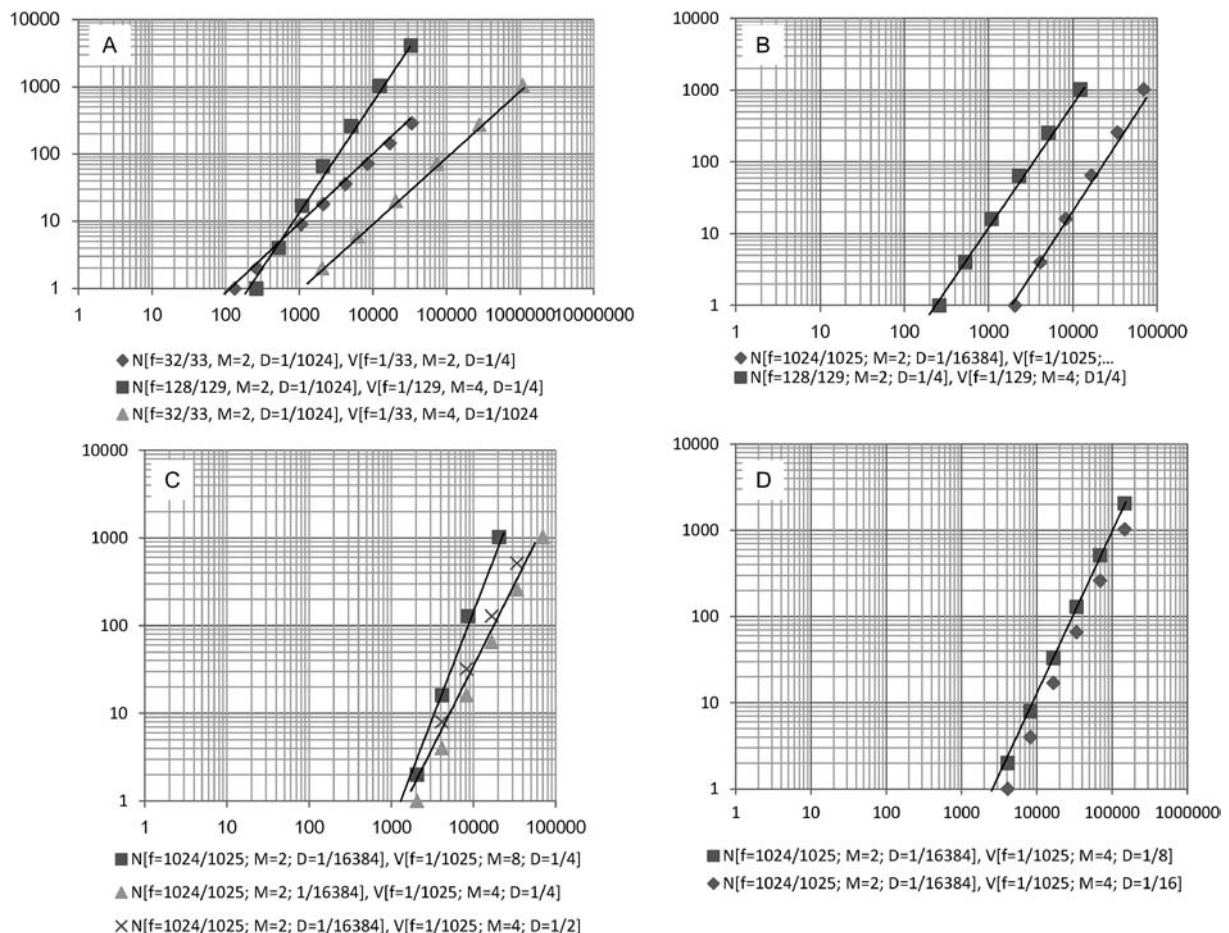 10000
1000
100
10
1
A
1 10 100 1000 10000 100000 1000000 10000000
◆ N[f=32/33, M=2, D=1/1024], V[f=1/33, M=2, D=1/4]
■ N[f=128/129, M=2, D=1/1024], V[f=1/129, M=4, D=1/4]
▲ N[f=32/33, M=2, D=1/1024], V[f=1/33, M=4, D=1/1024
10000
1000
100
10
1
B
1 10 100 1000 10000 100000
◆ N[f=1024/1025; M=2; D=1/16384], V[f=1/1025;...
■ N[f=128/129; M=2; D=1/4], V[f=1/129; M=4; D1/4]
10000
1000
100
10
1
C
1 10 100 1000 10000 100000
■ N[f=1024/1025; M=2; D=1/16384], V[f=1/1025; M=8; D=1/4]
▲ N[f=1024/1025; M=2; 1/16384], V[f=1/1025; M=4; D=1/4]
× N[f=1024/1025; M=2; D=1/16384], V[f=1/1025; M=4; D=1/2]
10000
1000
100
10
1
D
1 10 100 1000 10000 100000 1000000
■ N[f=1024/1025; M=2; D=1/16384], V[f=1/1025; M=4; D=1/8]
◆ N[f=1024/1025; M=2; D=1/16384], V[f=1/1025; M=4; D=1/16]